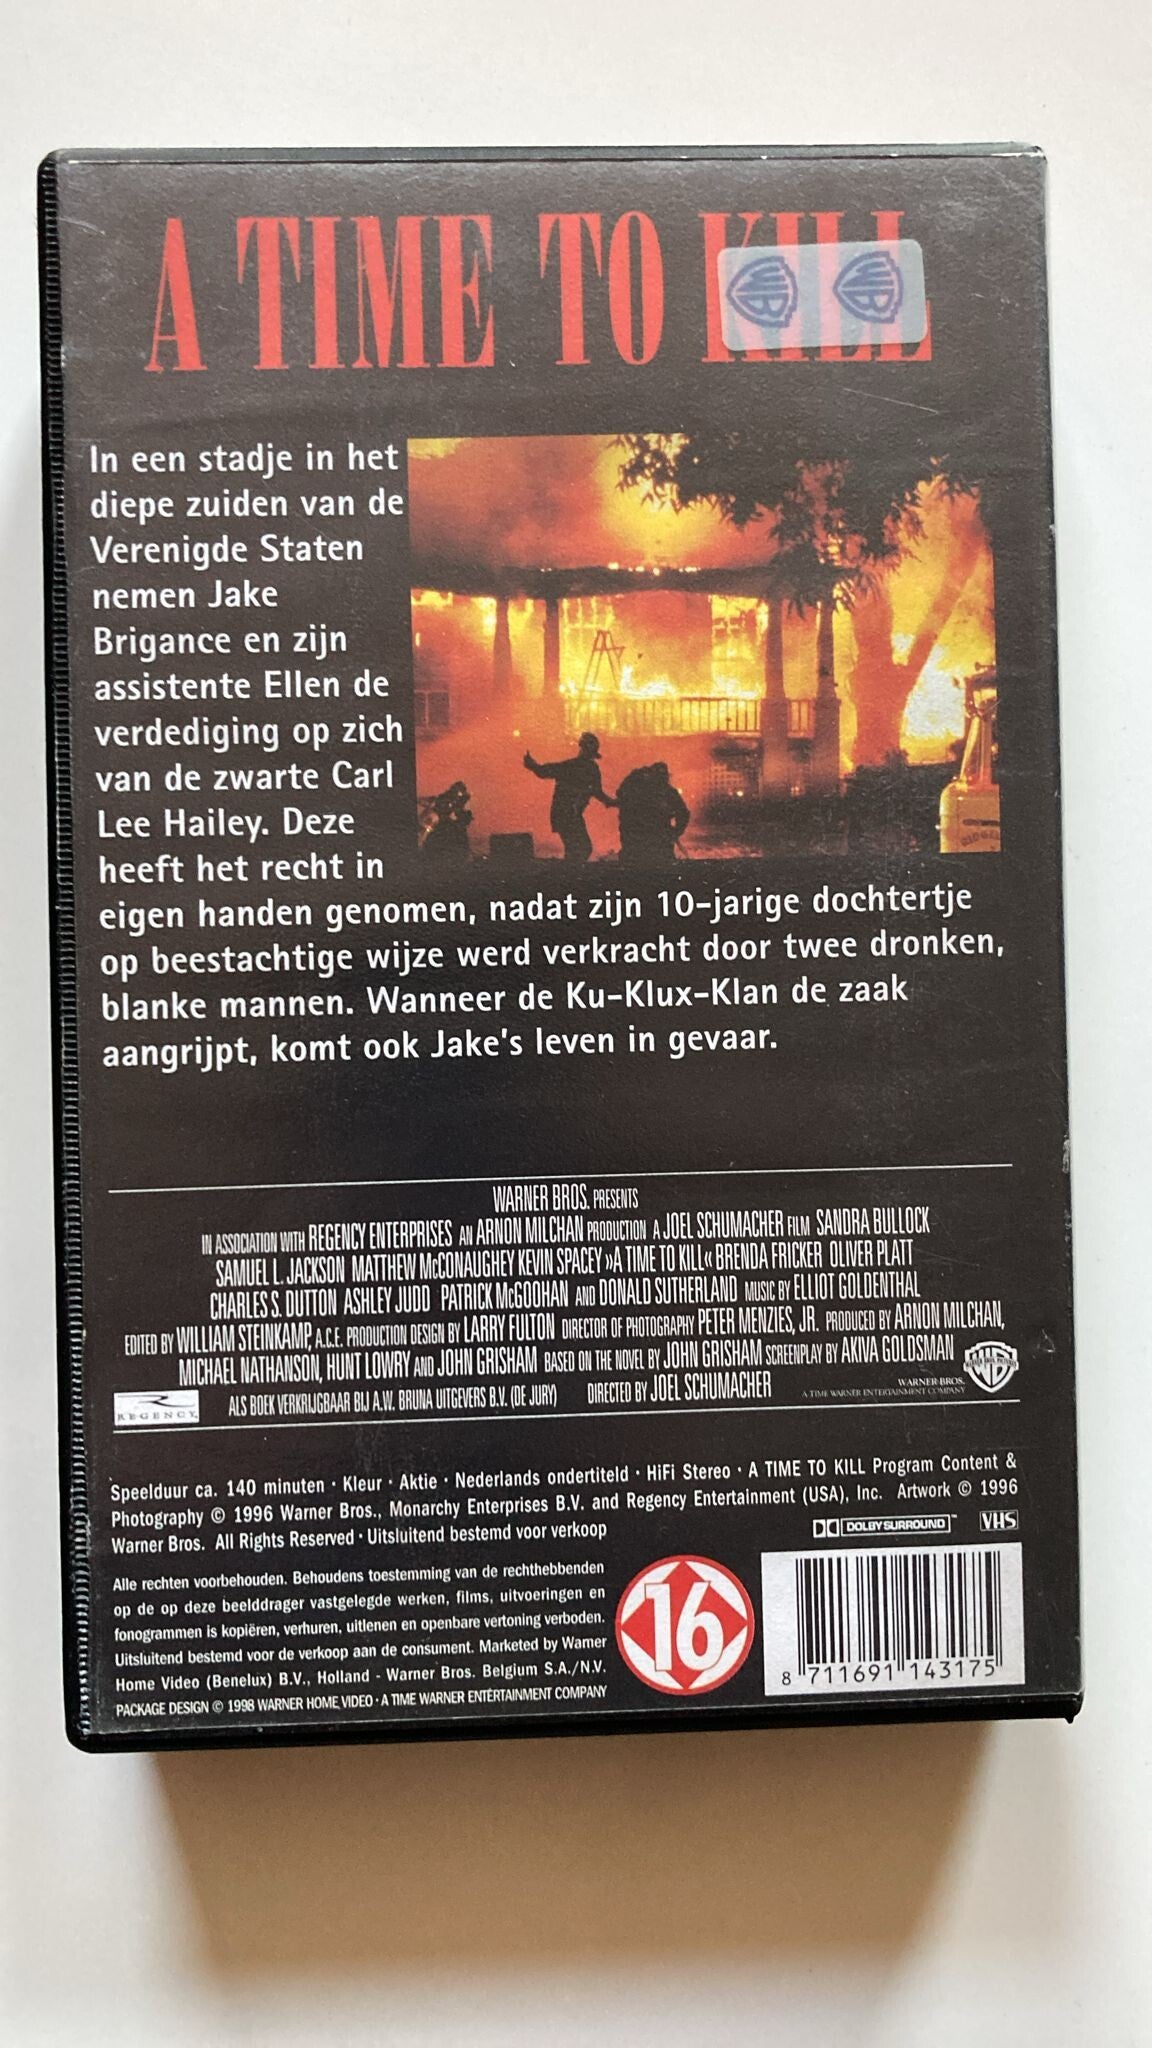 A TIME TO KILL
In een stadje in het
diepe zuiden van de
Verenigde Staten
nemen Jake
Brigance en zijn
assistente Ellen de
verdediging op zich
van de zwarte Carl
Lee Hailey. Deze
heeft het recht in
eigen handen genomen, nadat zijn 10-jarige dochtertje
op beestachtige wijze werd verkracht door twee dronken,
blanke mannen. Wanneer de Ku-Klux-Klan de zaak
aangrijpt, komt ook Jake's leven in gevaar.
WARNER BROS. PRESENTS
IN ASSOCIATION WITH REGENCY ENTERPRISES AN ARNON MILCHAN PRODUCTION A JOEL SCHUMACHER FILM SANDRA BULLOCK
SAMUEL L. JACKSON MATTHEW McCONAUGHEY KEVIN SPACEY »A TIME TO KILL« BRENDA FRICKER OLIVER PLATT
CHARLES S. DUTTON ASHLEY JUDD PATRICK McGOOHAN AND DONALD SUTHERLAND MUSIC BY ELLIOT GOLDENTHAL
EDITED BY WILLIAM STEINKAMP, A.C.E. PRODUCTION DESIGN BY LARRY FULTON DIRECTOR OF PHOTOGRAPHY PETER MENZIES, JR. PRODUCED BY ARNON MILCHAN,
MICHAEL NATHANSON, HUNT LOWRY AND JOHN GRISHAM BASED ON THE NOVEL BY JOHN GRISHAM SCREENPLAY BY AKIVA GOLDSMAN
REGENCY ALS BOEK VERKRIJGBAAR BIJ A.W. BRUNA UITGEVERS B.V. (DE JURY) DIRECTED BY JOEL SCHUMACHER
WARNER BROS.
A TIME WARNER ENTERTAINMENT COMPANY
Speelduur ca. 140 minuten · Kleur · Aktie · Nederlands ondertiteld · HiFi Stereo · A TIME TO KILL Program Content &
Photography © 1996 Warner Bros., Monarchy Enterprises B.V. and Regency Entertainment (USA), Inc. Artwork © 1996
Warner Bros. All Rights Reserved · Uitsluitend bestemd voor verkoop
DOLBY SURROUND™ VHS
Alle rechten voorbehouden. Behoudens toestemming van de rechthebbenden
op de op deze beelddrager vastgelegde werken, films, uitvoeringen en
fonogrammen is kopiëren, verhuren, uitlenen en openbare vertoning verboden.
Uitsluitend bestemd voor de verkoop aan de consument. Marketed by Warner
Home Video (Benelux) B.V., Holland - Warner Bros. Belgium S.A./N.V.
PACKAGE DESIGN © 1998 WARNER HOME VIDEO · A TIME WARNER ENTERTAINMENT COMPANY
16
8 711691 143175